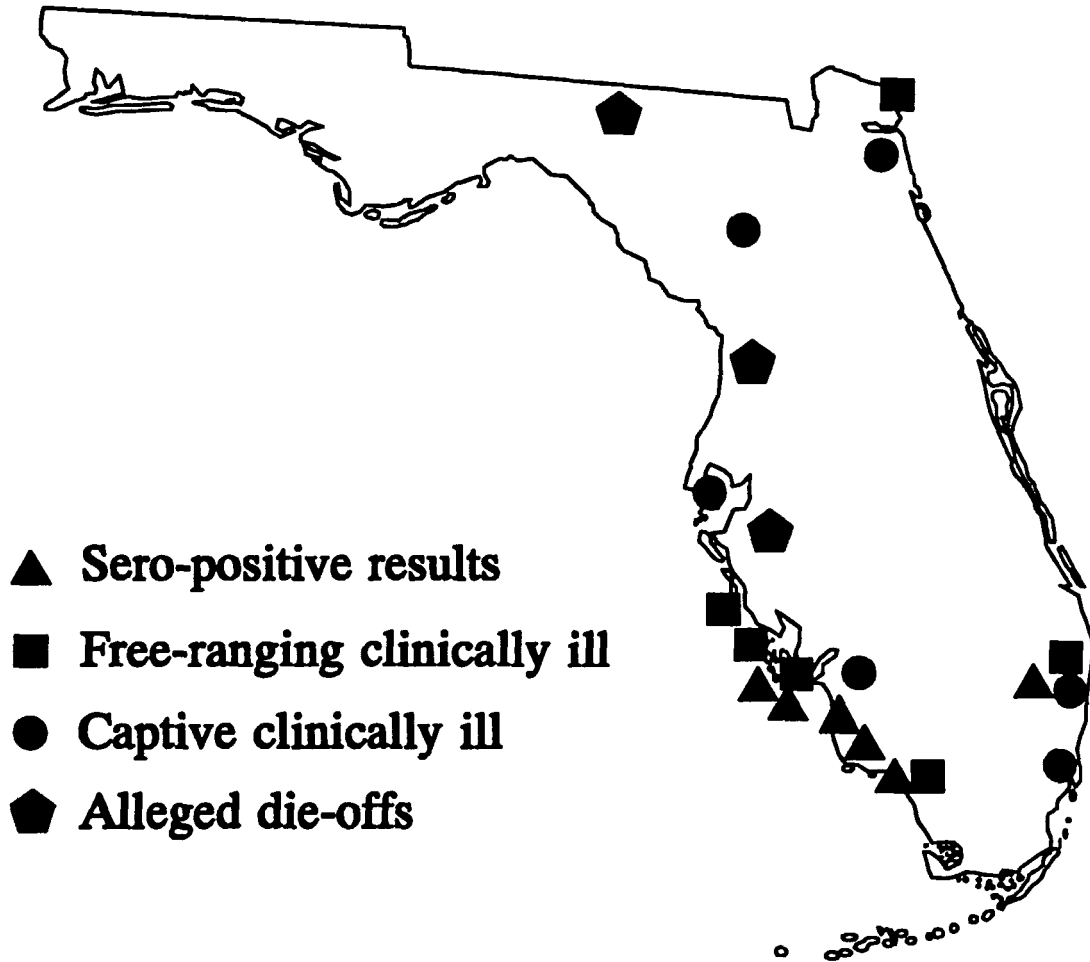 Sero-positive results
Free-ranging clinically ill
Captive clinically ill
Alleged die-offs